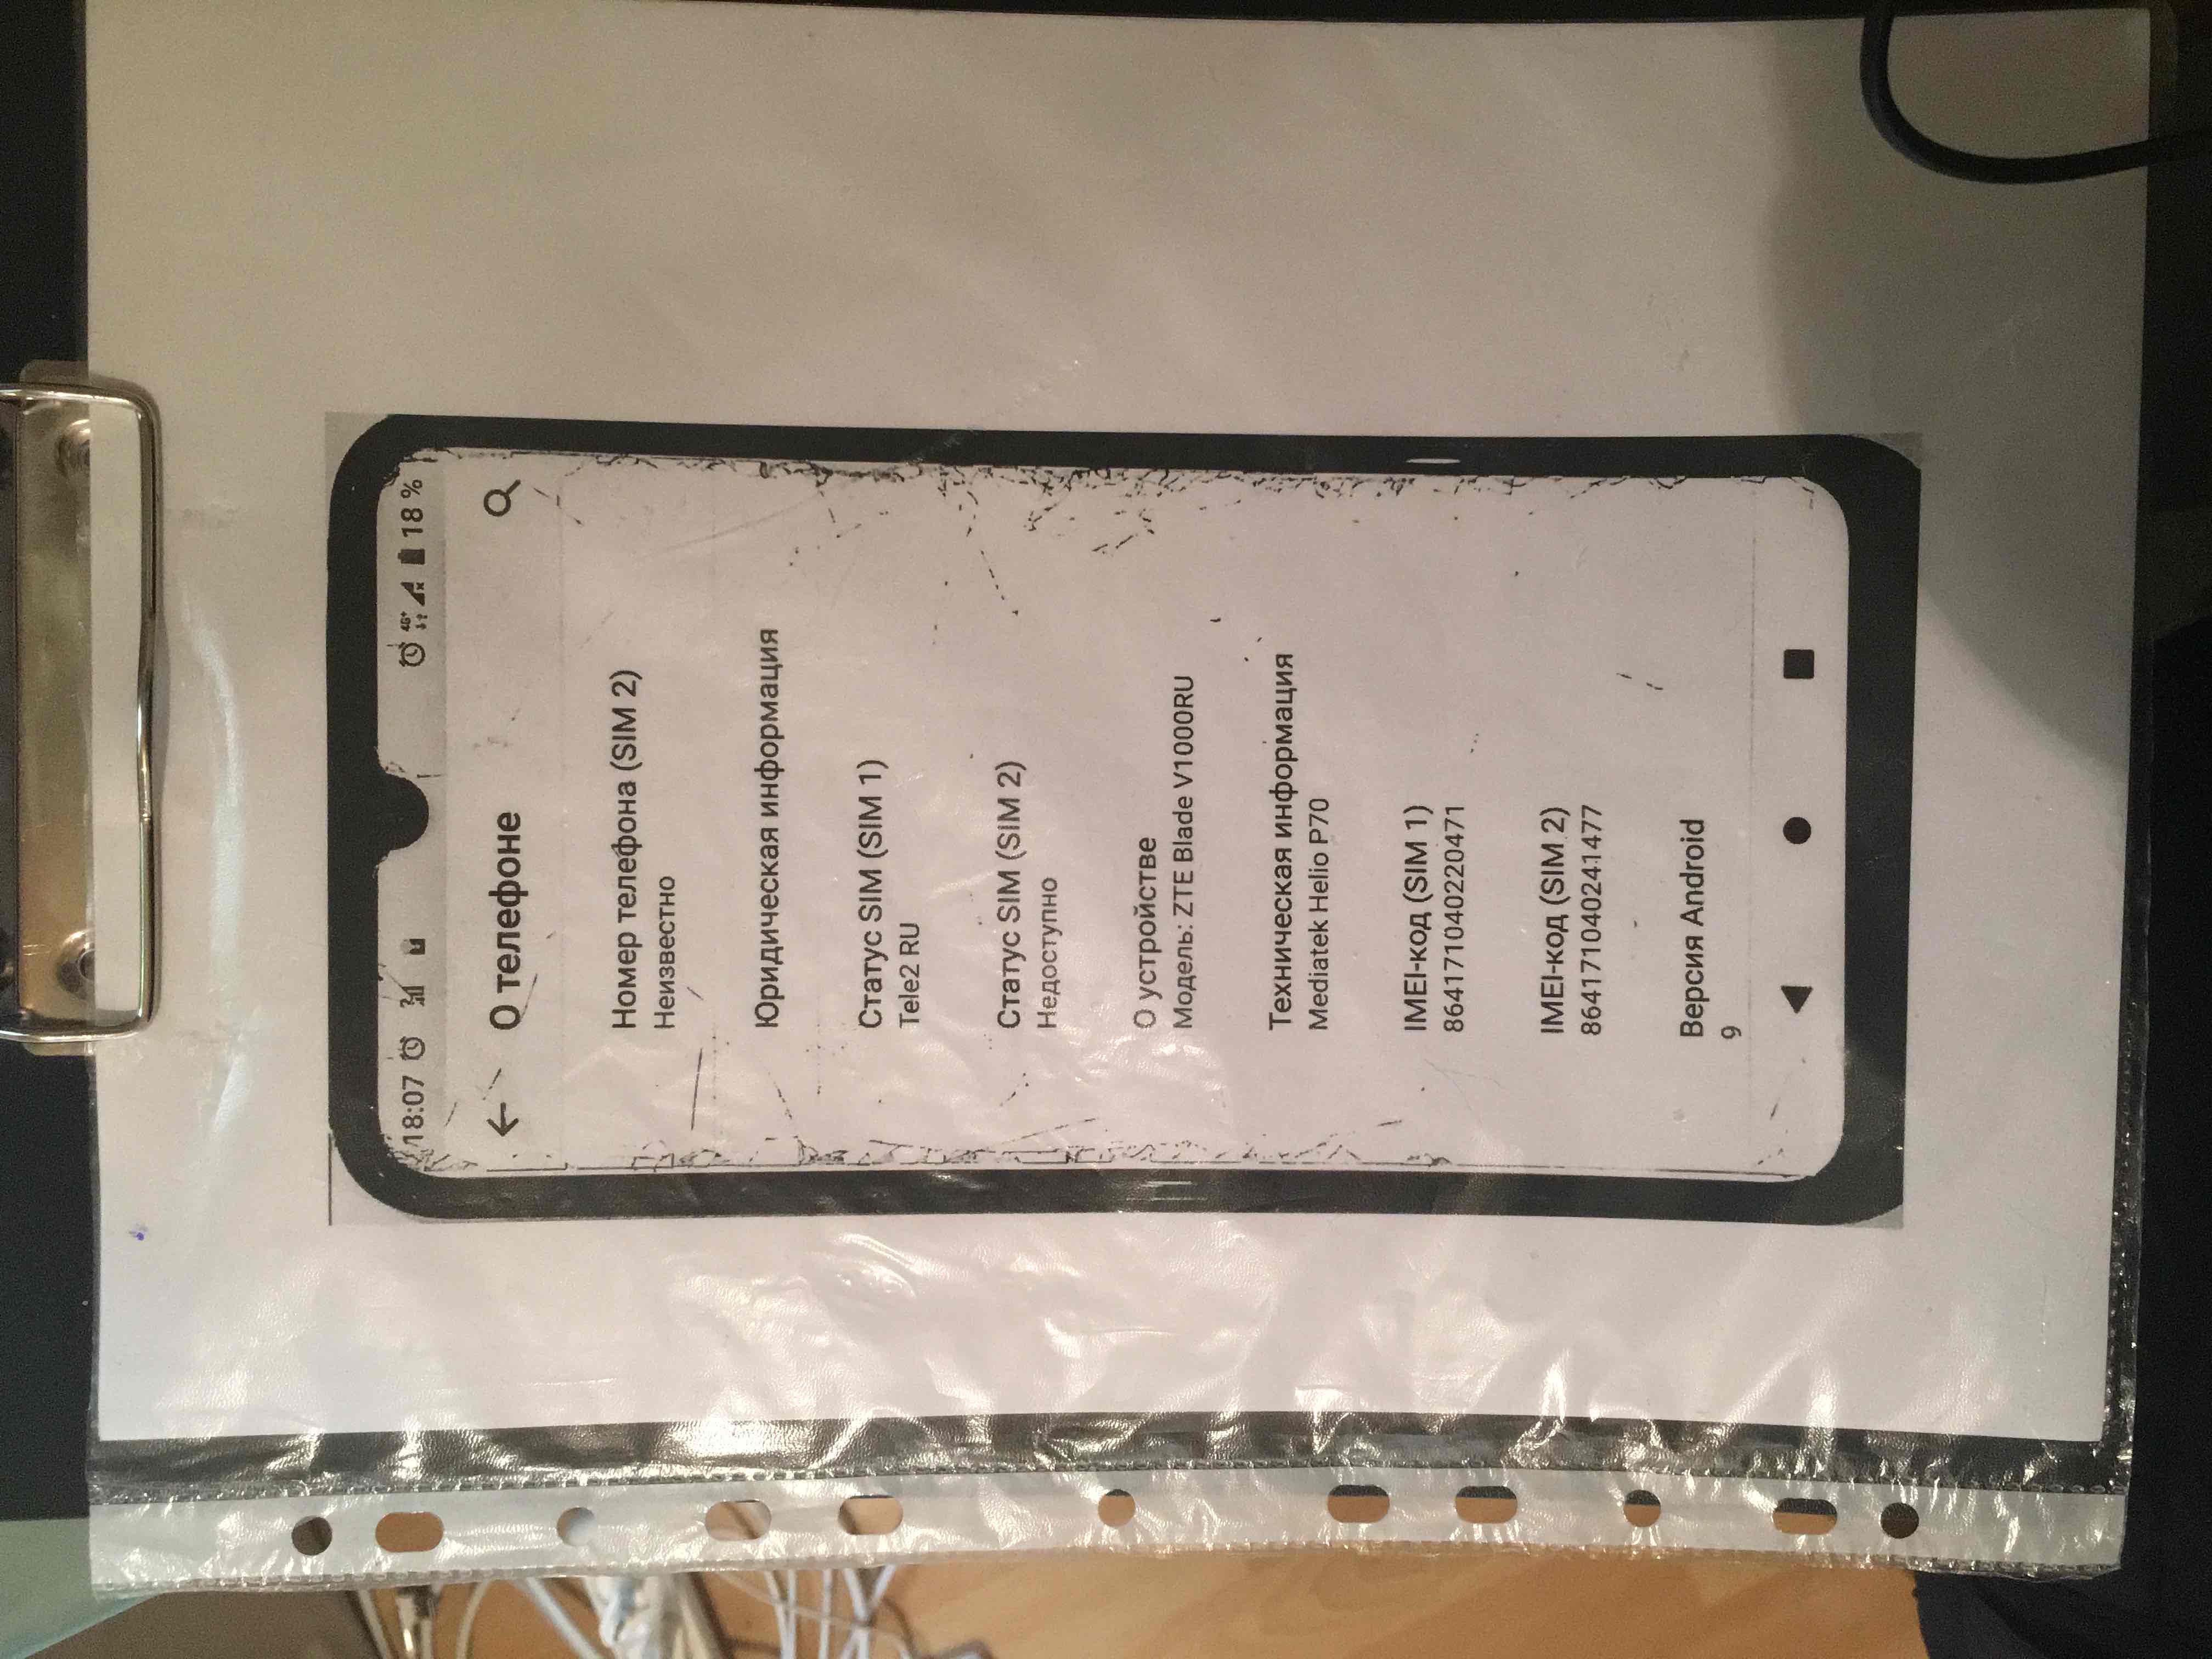 18:07 4G+ 18 %
О телефоне
Номер телефона (SIM 2)
Неизвестно
Юридическая информация
Статус SIM (SIM 1)
Tele2 RU
Статус SIM (SIM 2)
Недоступно
О устройстве
Модель: ZTE Blade V1000RU
Техническая информация
Mediatek Helio P70
IMEI-код (SIM 1)
864171040220471
IMEI-код (SIM 2)
864171040241477
Версия Android
9